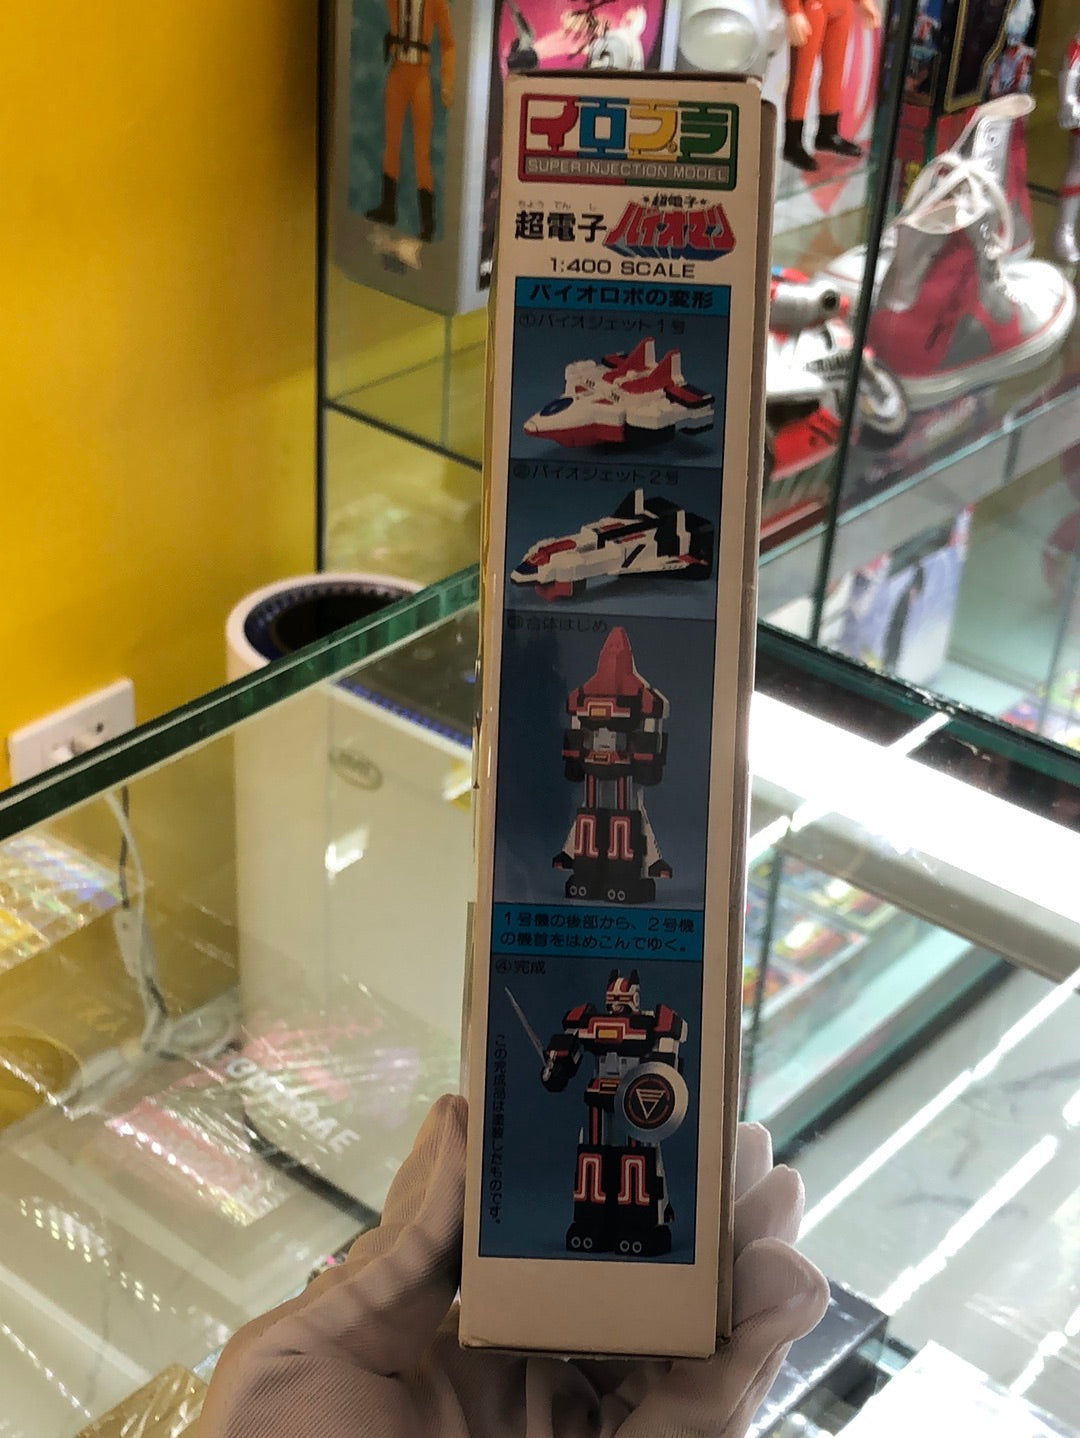 イロプラ
SUPER INJECTION MODEL
ちょう でん し
超電子
超電子
バイオマン
1:400 SCALE
バイオロボの変形
①バイオジェット1号
②バイオジェット2号
③合体はじめ
1号機の後部から、2号機
の機首をはめこんでゆく。
④完成
この完成品は塗装したものです。